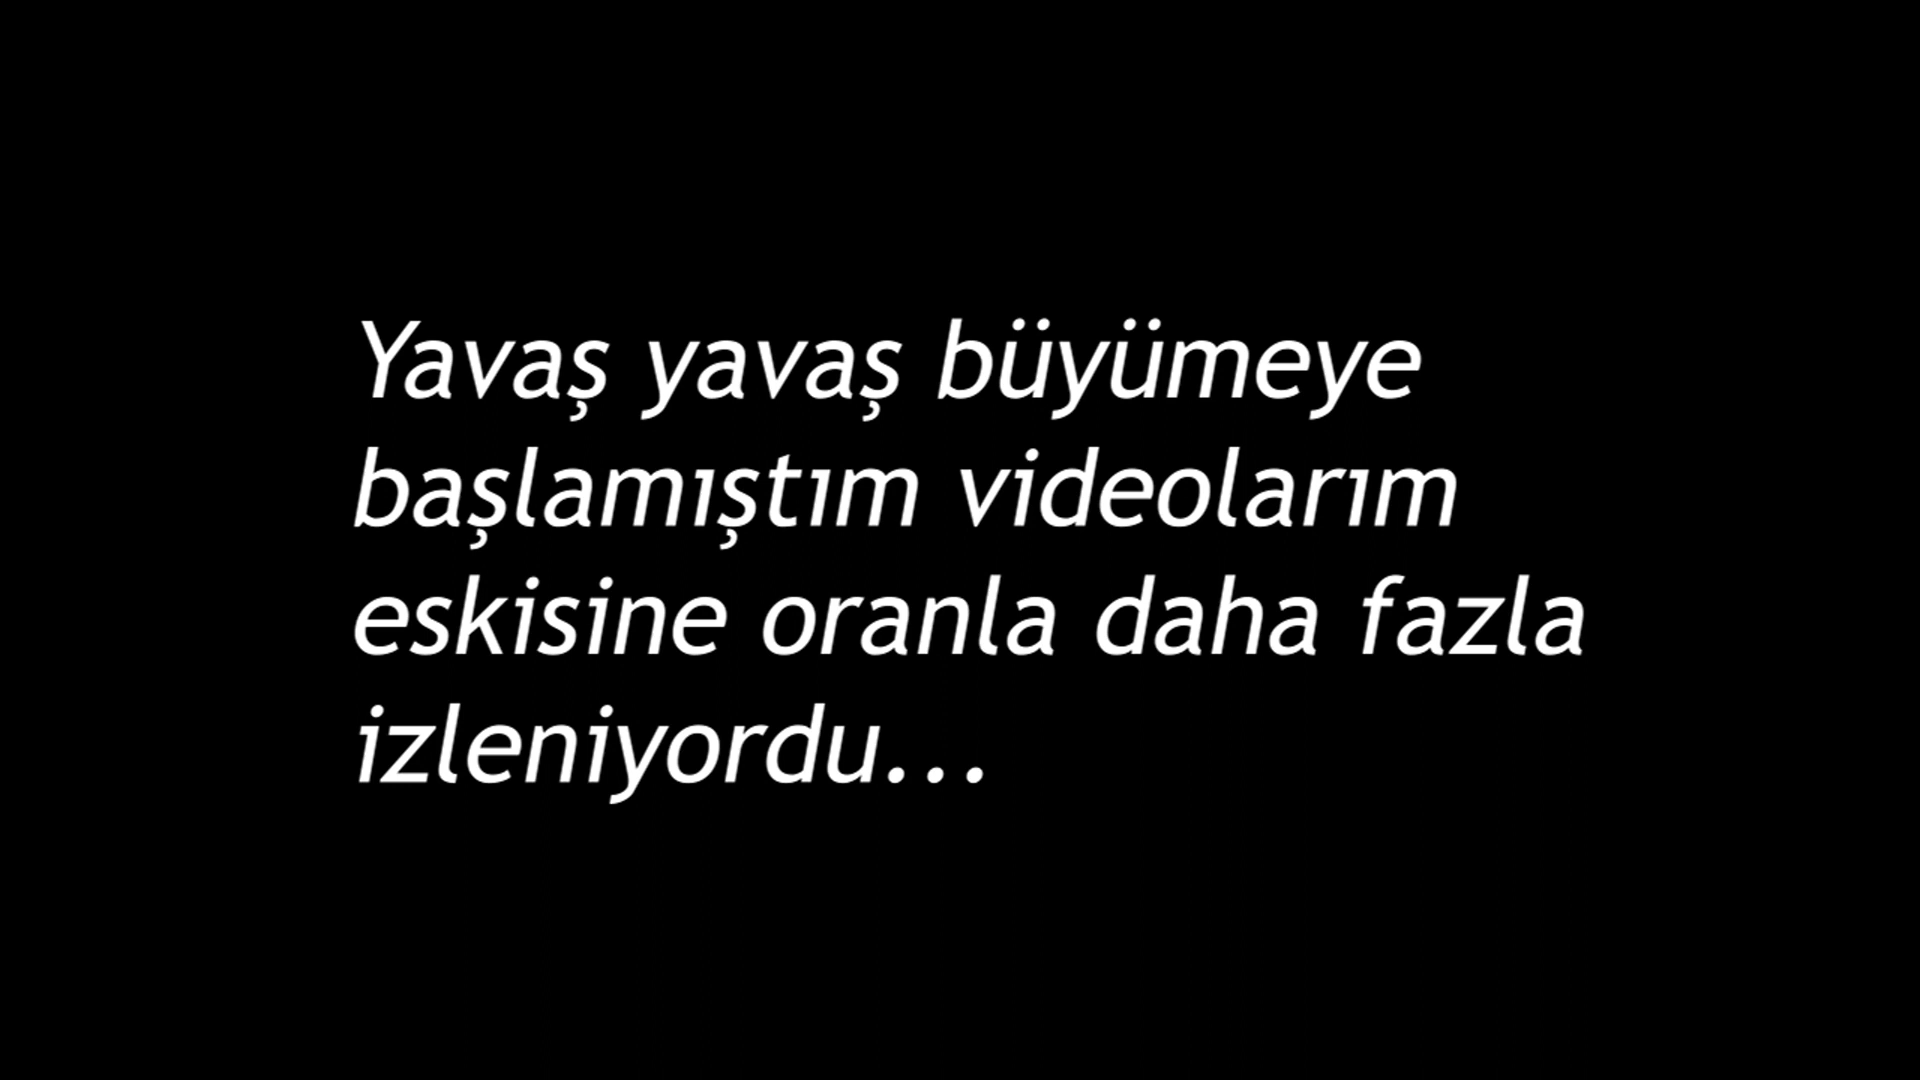 Yavaş yavaş büyümeye
başlamıştım videolarım
eskisine oranla daha fazla
izleniyordu...